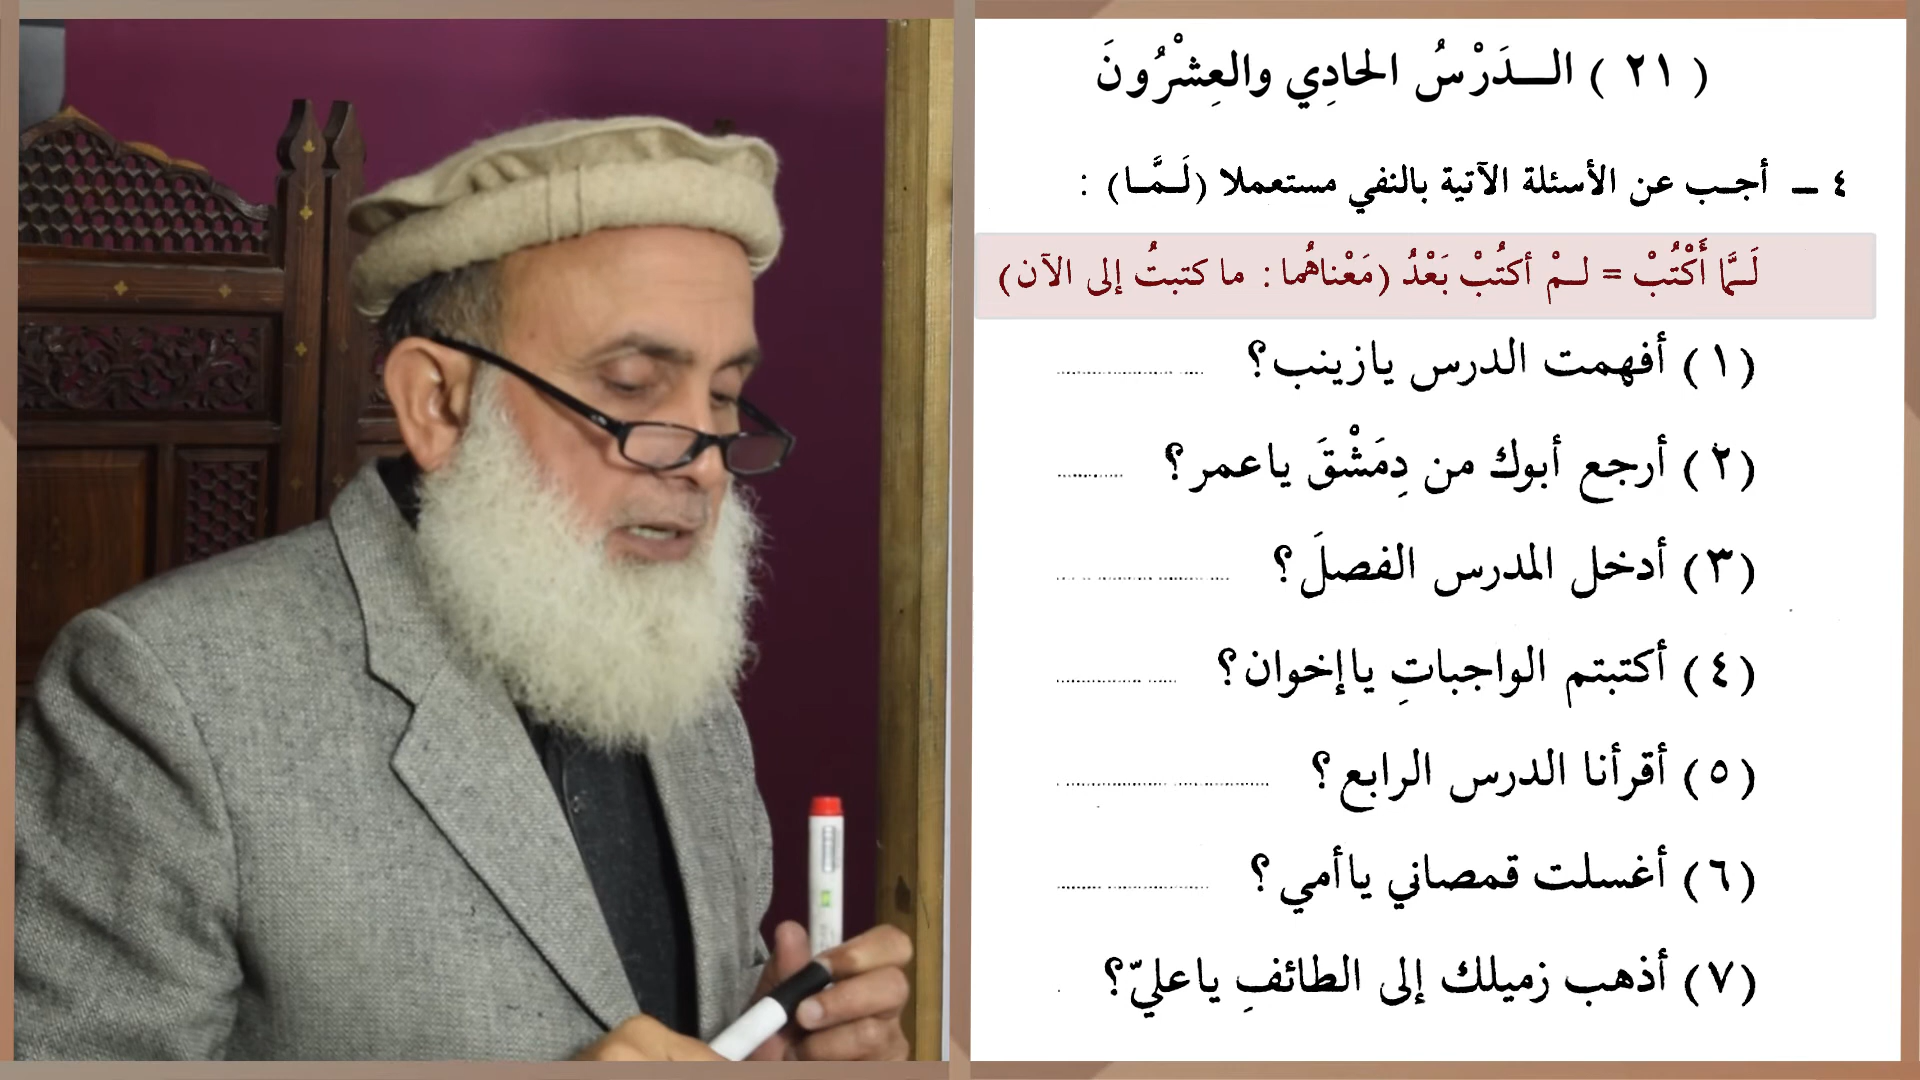 ( ٢١ ) الـــدَرْسُ الحادِي والعِشْرُونَ
٤ ــ أجـب عن الأسئلة الآتية بالنفي مستعملا (لَـمَّـا) :
لَـمَّا أَكْتُبْ = لـمْ أكتُبْ بَعْدُ (مَعْناهُما : ما كتبتُ إلى الآن)
(١) أفهمت الدرس يازينب؟ ....................
(٢) أرجع أبوك من دِمَشْقَ ياعمر؟ ..........
(٣) أدخل المدرس الفصلَ؟ ....................
(٤) أكتبتم الواجباتِ ياإخوان؟ ................
(٥) أقرأنا الدرس الرابع؟ ........................
(٦) أغسلت قمصاني ياأمي؟ ..................
(٧) أذهب زميلك إلى الطائفِ ياعليّ؟ .